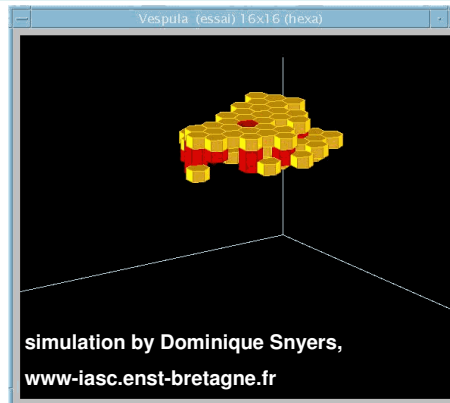 Vespula (essai) 16x16 (hexa)
simulation by Dominique Snyers,
www-iasc.enst-bretagne.fr